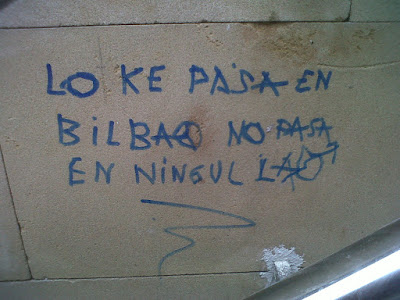 LO KE PASA EN
BILBAO NO PASA
EN NINGUL LAO